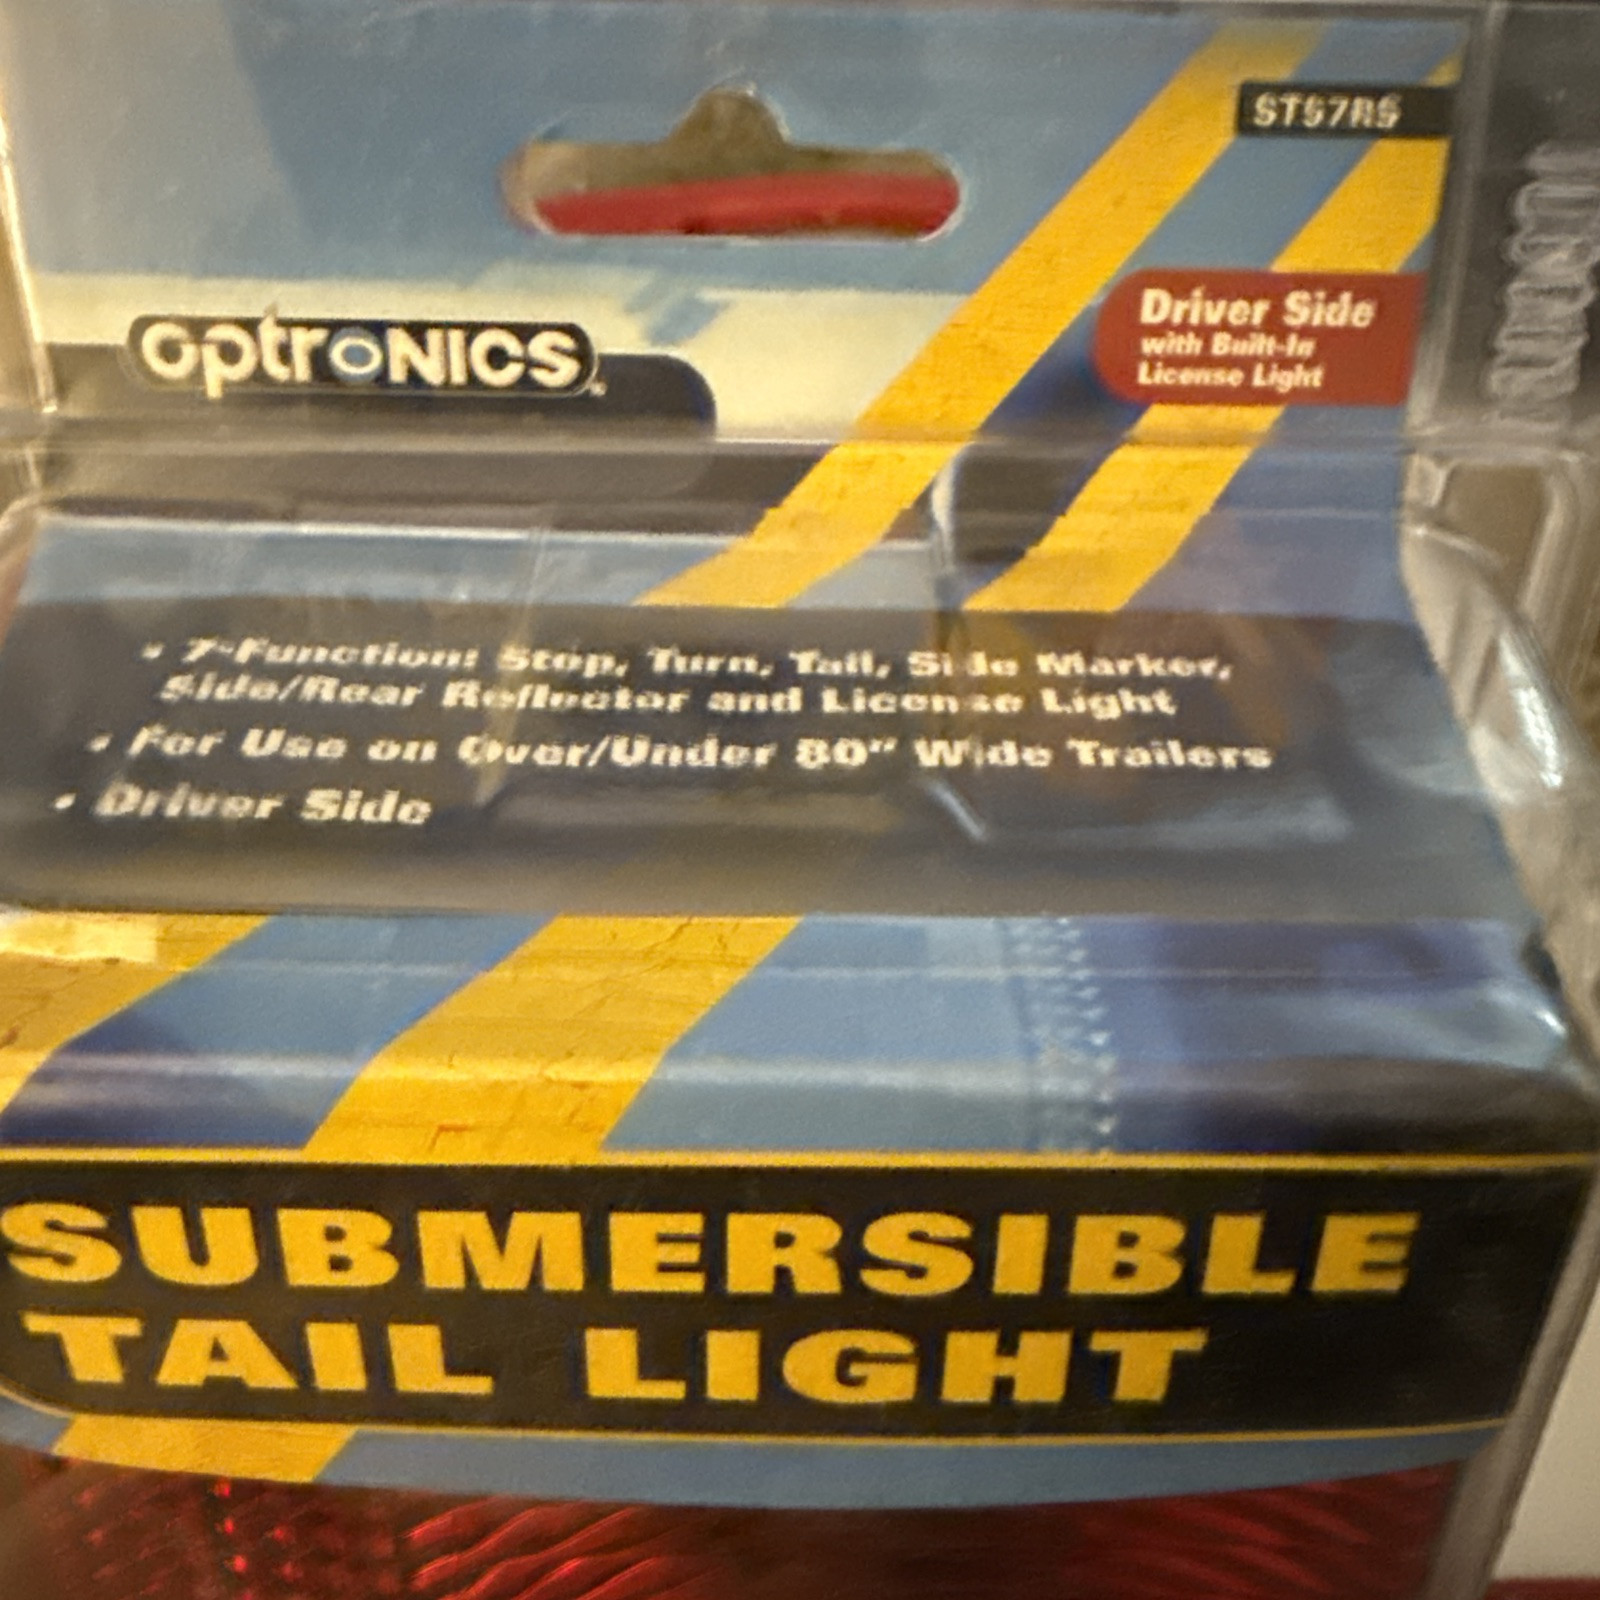 ST57RS
optroNICS
Driver Side
with Built-In
License Light
• 7-Function: Stop, Turn, Tail, Side Marker,
Side/Rear Reflector and License Light
• For Use on Over/Under 80" Wide Trailers
• Driver Side
SUBMERSIBLE
TAIL LIGHT